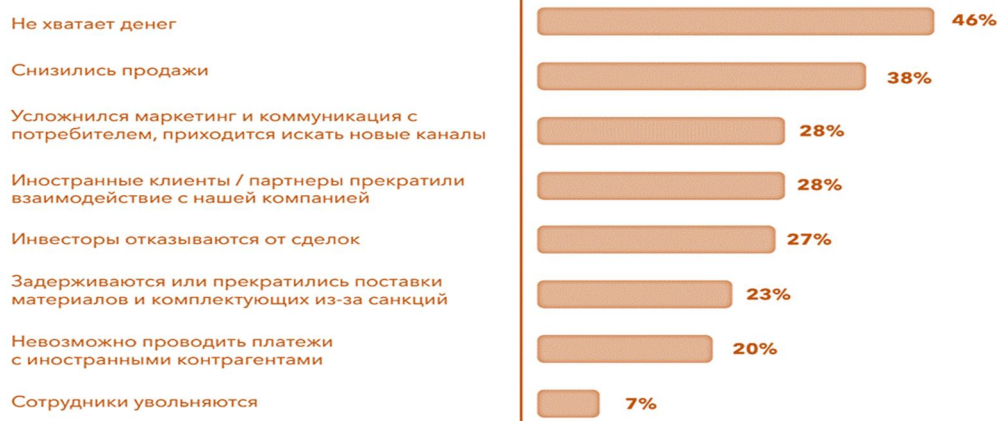 Не хватает денег
46%
Снизились продажи
38%
Усложнился маркетинг и коммуникация с
потребителем, приходится искать новые каналы
28%
Иностранные клиенты / партнеры прекратили
взаимодействие с нашей компанией
28%
Инвесторы отказываются от сделок
27%
Задерживаются или прекратились поставки
материалов и комплектующих из-за санкций
23%
Невозможно проводить платежи
с иностранными контрагентами
20%
Сотрудники увольняются
7%